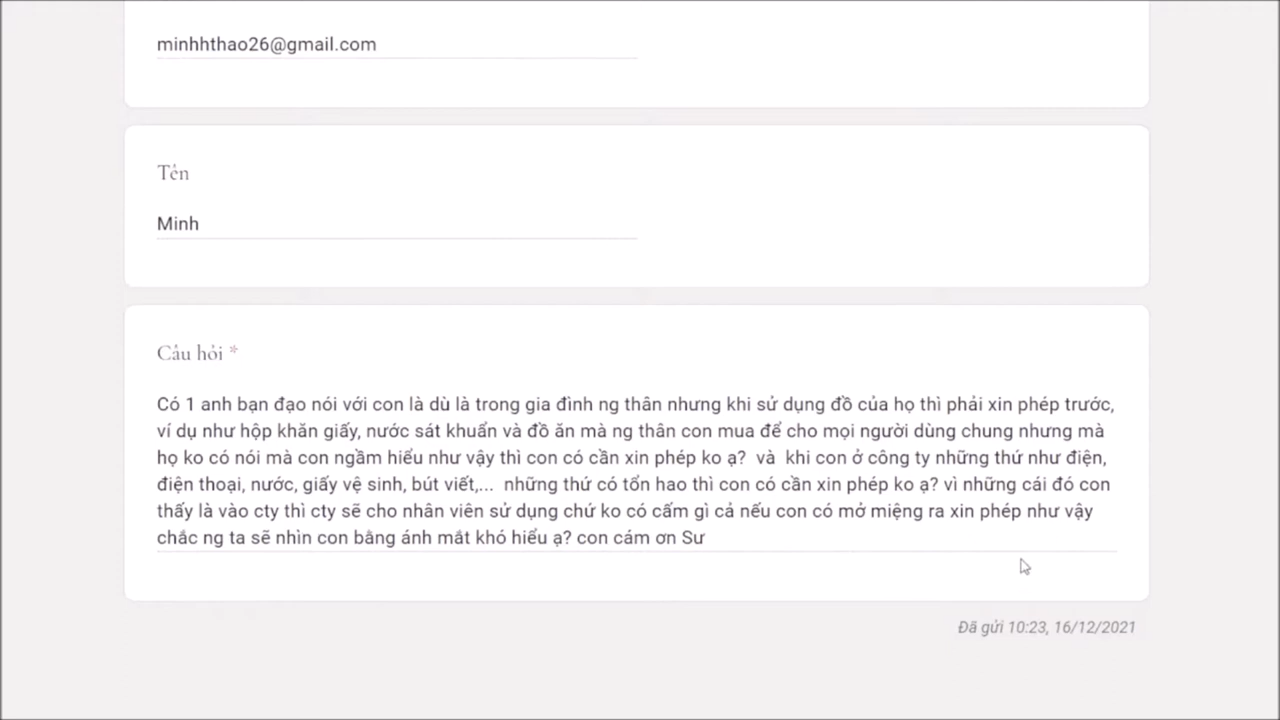 minhhthao26@gmail.com
Tên
Minh
Câu hỏi *
Có 1 anh bạn đạo nói với con là dù là trong gia đình ng thân nhưng khi sử dụng đồ của họ thì phải xin phép trước,
ví dụ như hộp khăn giấy, nước sát khuẩn và đồ ăn mà ng thân con mua để cho mọi người dùng chung nhưng mà
họ ko có nói mà con ngầm hiểu như vậy thì con có cần xin phép ko ạ?  và  khi con ở công ty những thứ như điện,
điện thoại, nước, giấy vệ sinh, bút viết,...  những thứ có tổn hao thì con có cần xin phép ko ạ? vì những cái đó con
thấy là vào cty thì cty sẽ cho nhân viên sử dụng chứ ko có cấm gì cả nếu con có mở miệng ra xin phép như vậy
chắc ng ta sẽ nhìn con bằng ánh mắt khó hiểu ạ? con cám ơn Sư
Đã gửi 10:23, 16/12/2021